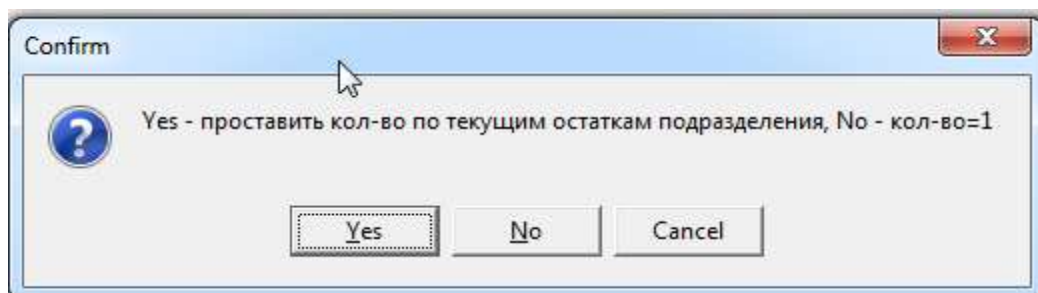 Confirm
Yes - проставить кол-во по текущим остаткам подразделения, No - кол-во=1
Yes
No
Cancel